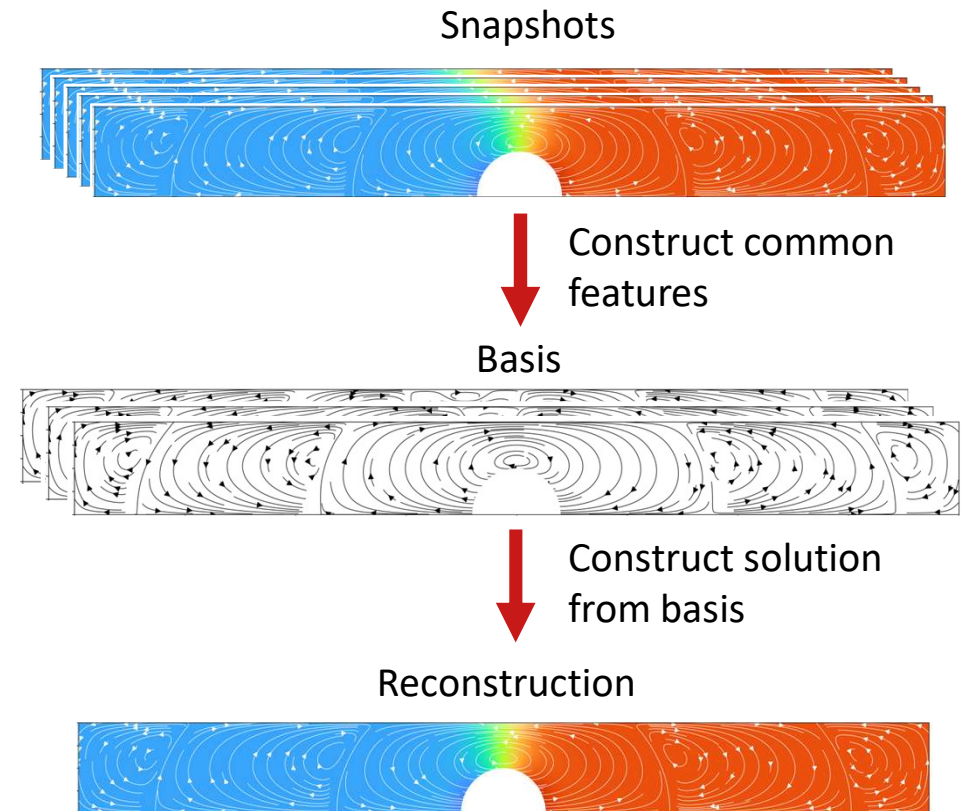 Snapshots
Construct common
features
Basis
Construct solution
from basis
Reconstruction